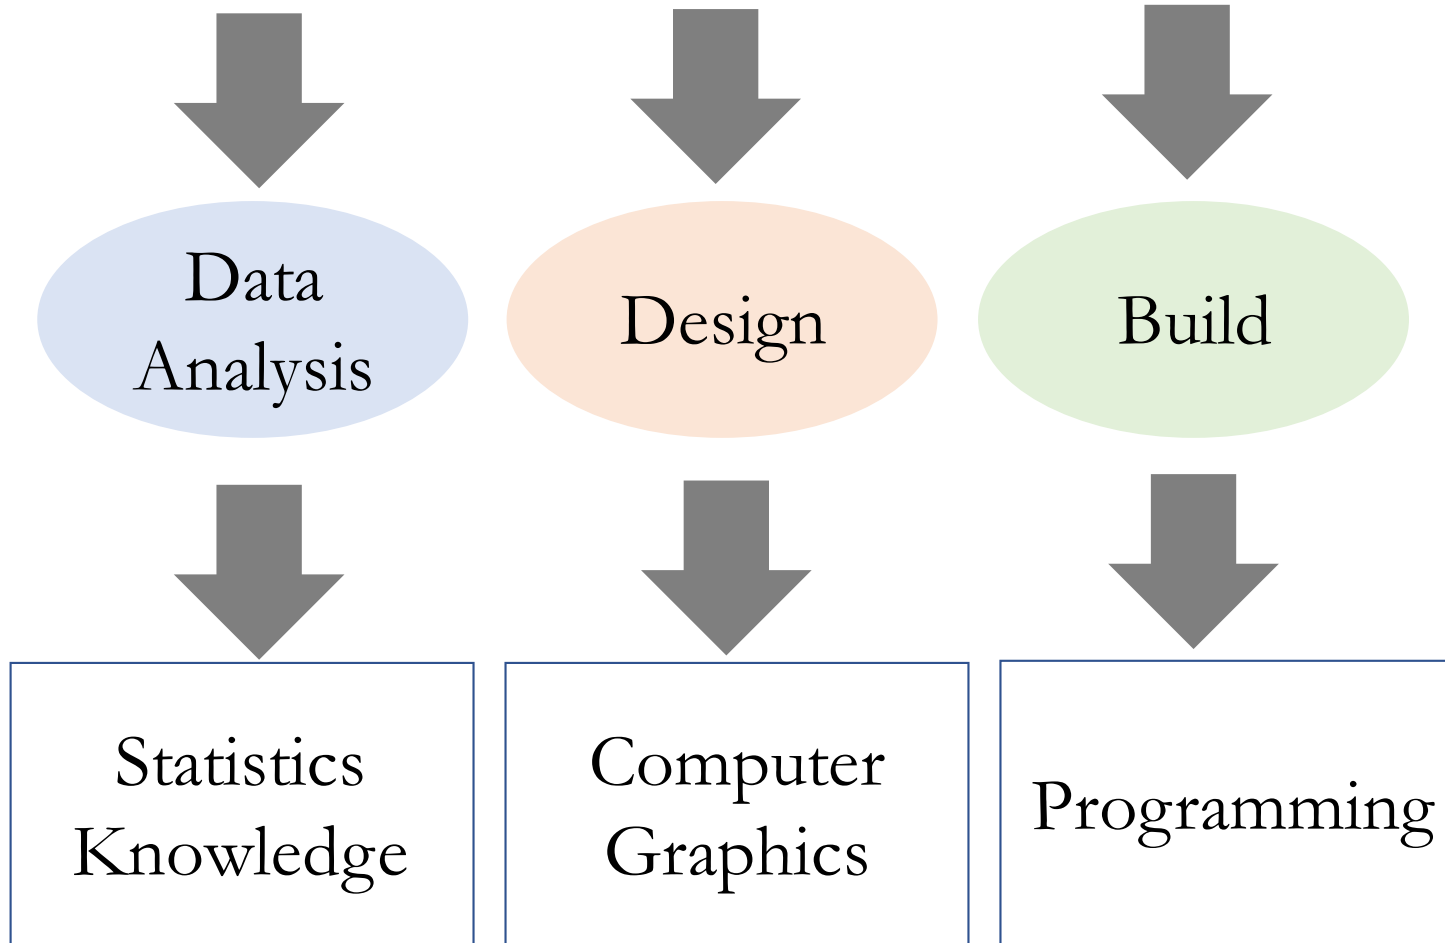 Data
Analysis
Design
Build
Statistics
Knowledge
Computer
Graphics
Programming